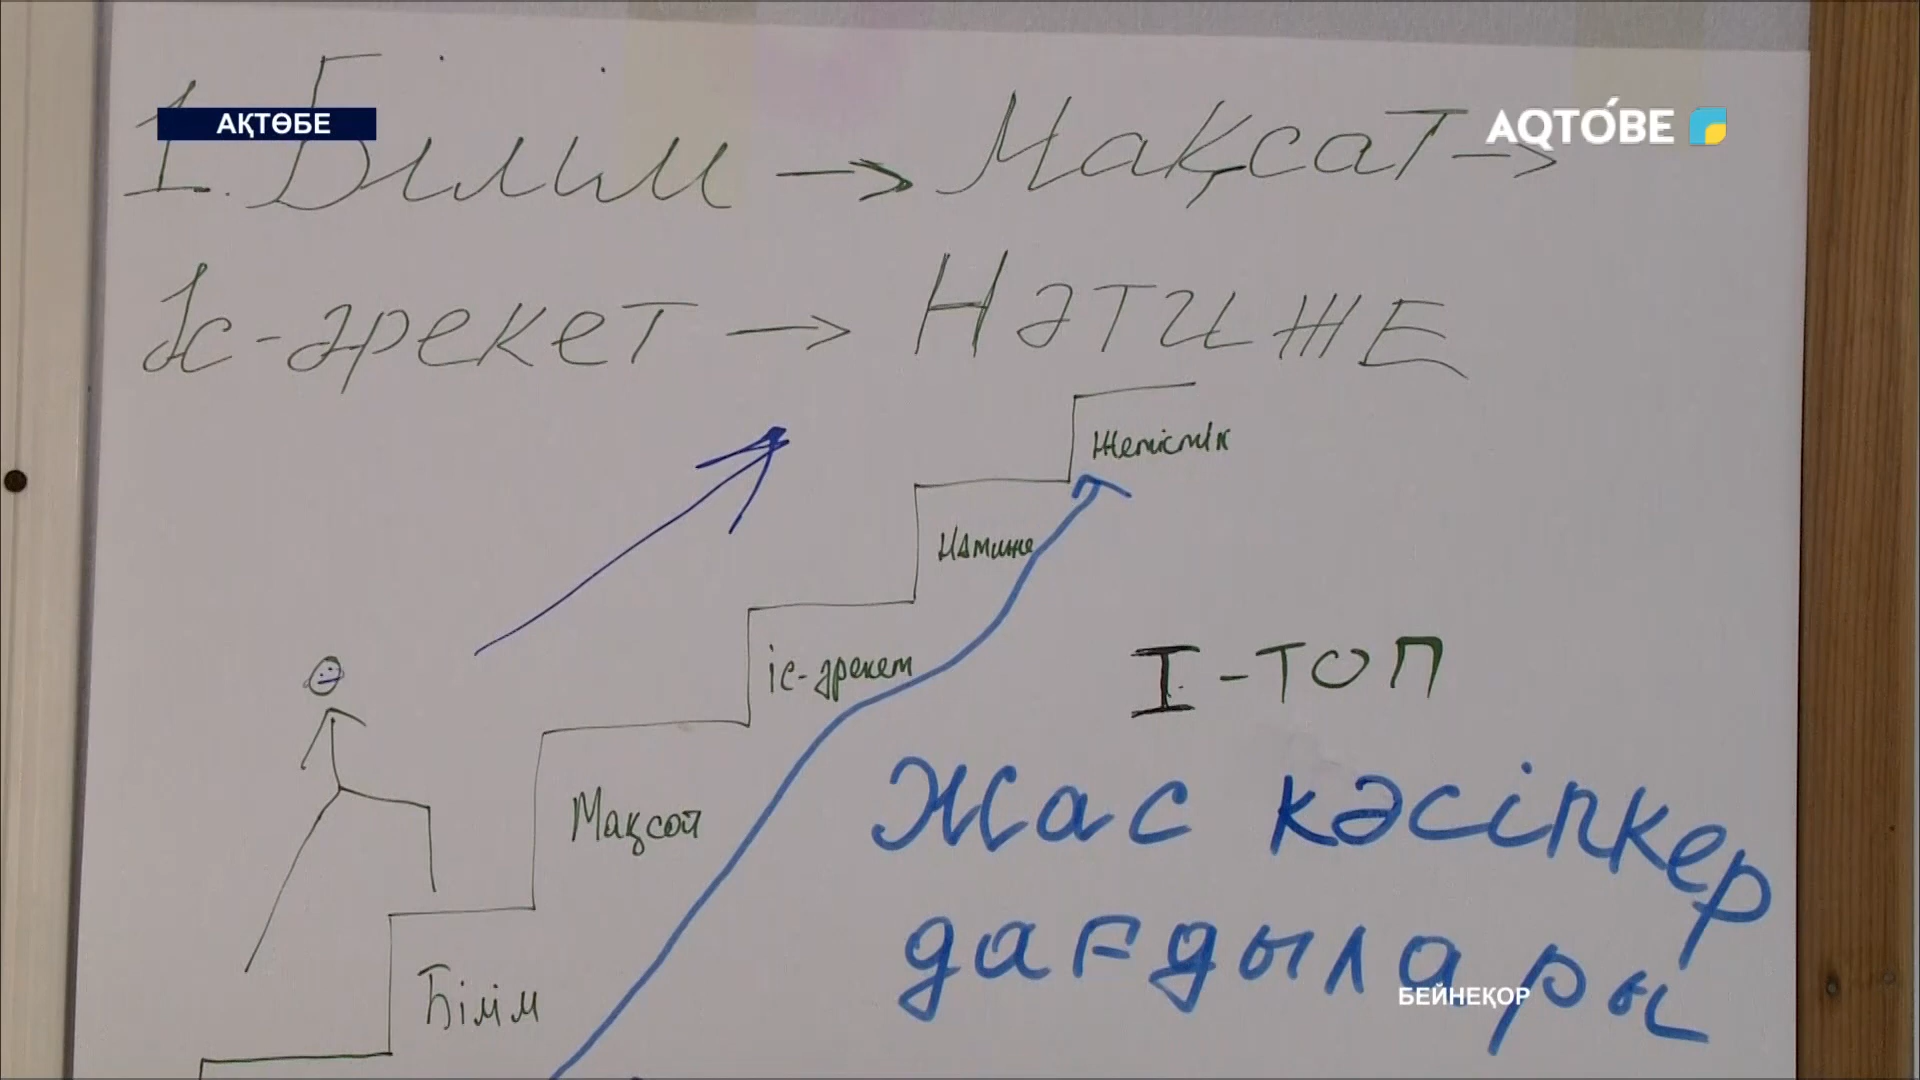 АҚТӨБЕ
AQTÓBE
1. Білім → Мақсат →
Іс-әрекет → Нәтиже
Жетістік
Нәтиже
іс-әрекет
Мақсат
Білім
I-топ
Жас кәсіпкер
дағдылары
БЕЙНЕҚОР